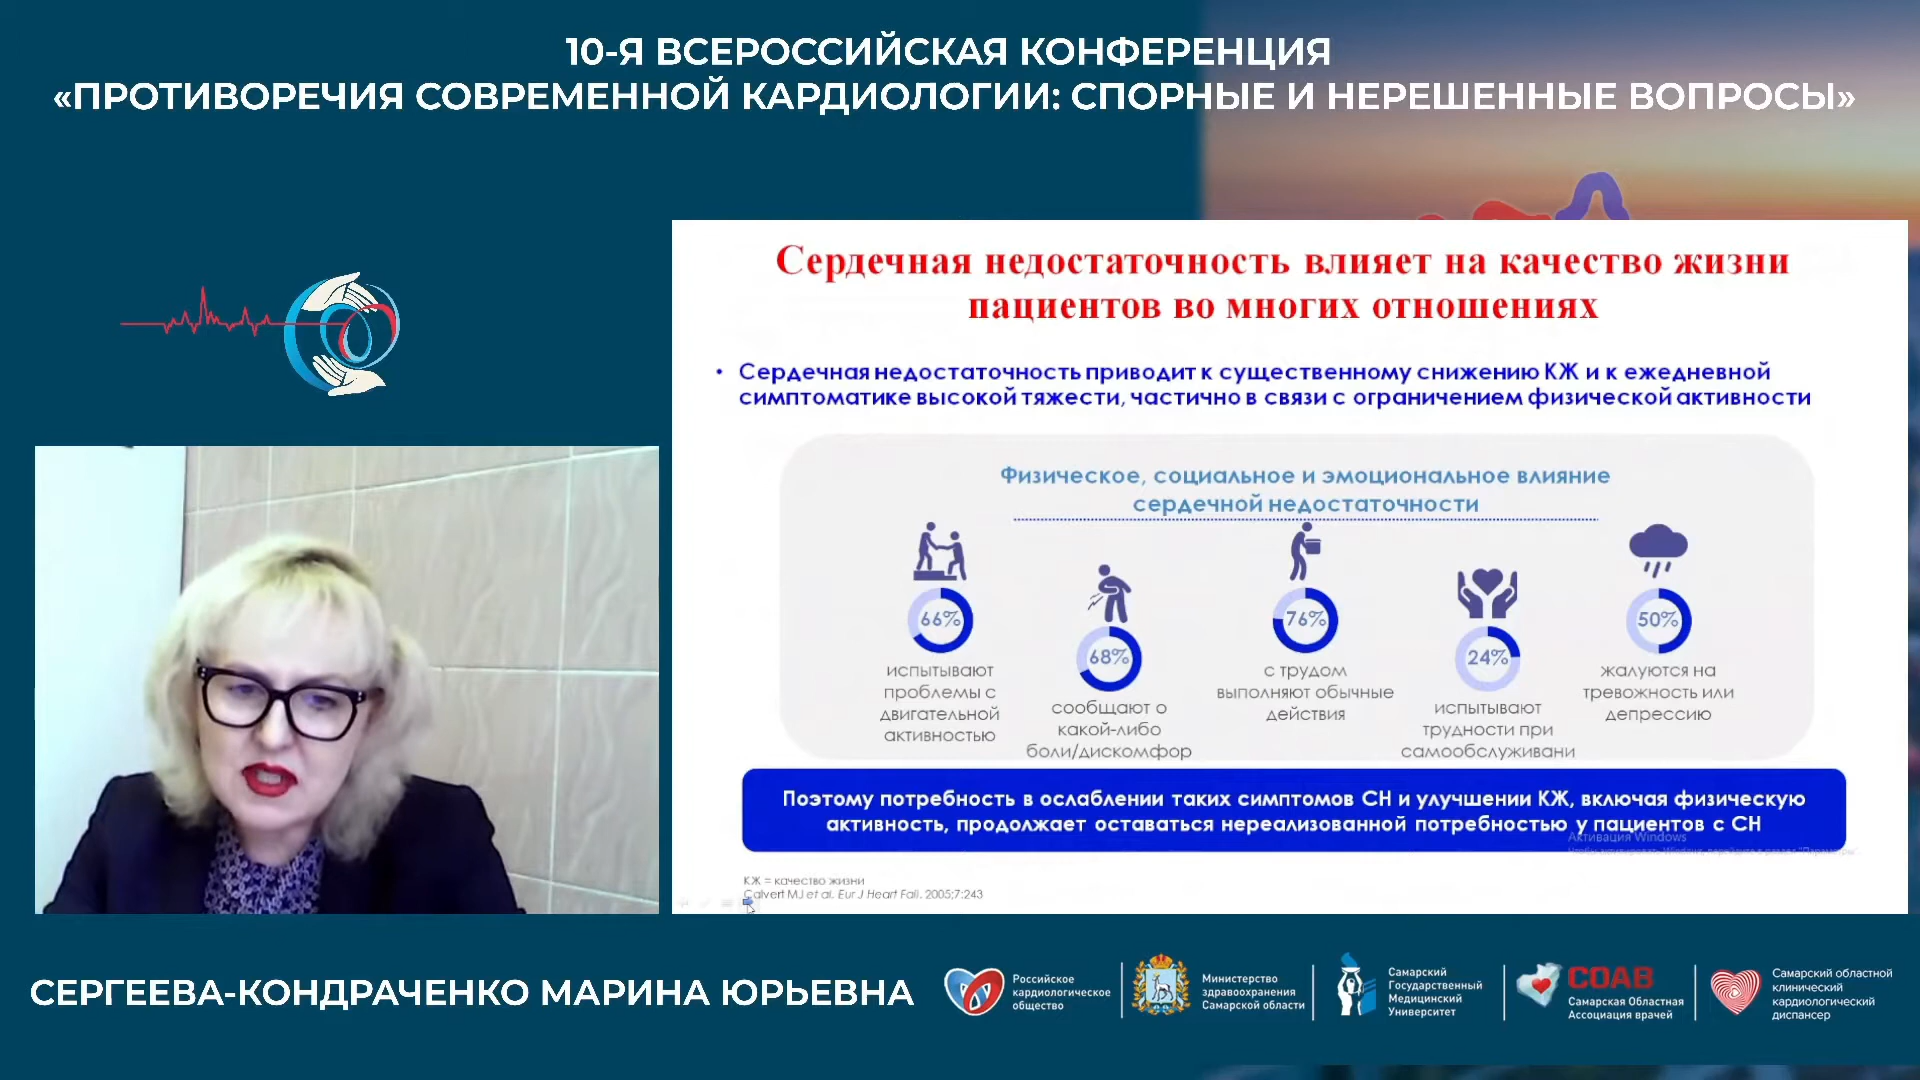 10-Я ВСЕРОССИЙСКАЯ КОНФЕРЕНЦИЯ
«ПРОТИВОРЕЧИЯ СОВРЕМЕННОЙ КАРДИОЛОГИИ: СПОРНЫЕ И НЕРЕШЕННЫЕ ВОПРОСЫ»
Сердечная недостаточность влияет на качество жизни
пациентов во многих отношениях
• Сердечная недостаточность приводит к существенному снижению КЖ и к ежедневной
симптоматике высокой тяжести, частично в связи с ограничением физической активности
Физическое, социальное и эмоциональное влияние
сердечной недостаточности
66%
испытывают
проблемы с
двигательной
активностью
68%
сообщают о
какой-либо
боли/дискомфор
76%
с трудом
выполняют обычные
действия
24%
испытывают
трудности при
самообслуживани
50%
жалуются на
тревожность или
депрессию
Поэтому потребность в ослаблении таких симптомов СН и улучшении КЖ, включая физическую
активность, продолжает оставаться нереализованной потребностью у пациентов с СН
Активация Windows
КЖ = качество жизни
Calvert MJ et al. Eur J Heart Fail. 2005;7:243
СЕРГЕЕВА-КОНДРАЧЕНКО МАРИНА ЮРЬЕВНА
Российское
кардиологическое
общество
Министерство
здравоохранения
Самарской области
Самарский
Государственный
Медицинский
Университет
СОАВ
Самарская Областная
Ассоциация врачей
Самарский областной
клинический
кардиологический
диспансер